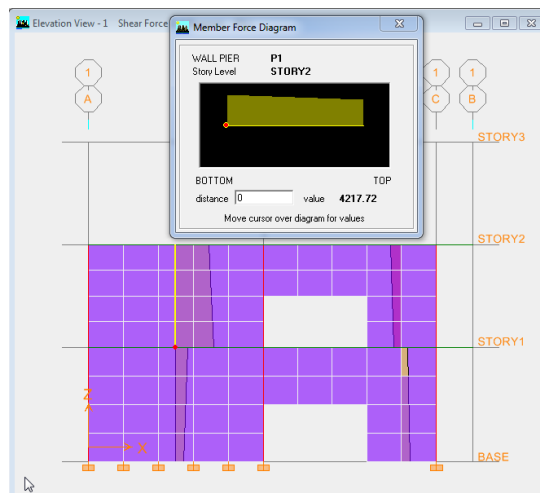 Elevation View - 1 Shear Force
Member Force Diagram
WALL PIER P1
Story Level STORY2
BOTTOM TOP
distance 0 value 4217.72
Move cursor over diagram for values
1 1 1
A C B
STORY3
STORY2
STORY1
Z
X
BASE